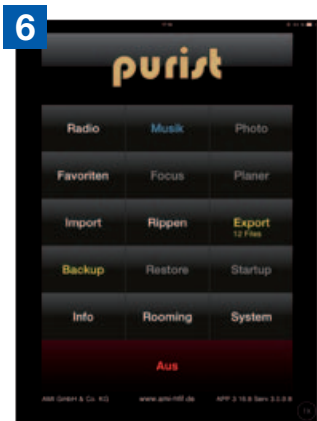 6
purist
Radio Musik Photo
Favoriten Focus Planer
Import Rippen Export
12 Files
Backup Restore Startup
Info Rooming System
Aus
AMI GmbH & Co. KG www.ami-hifi.de